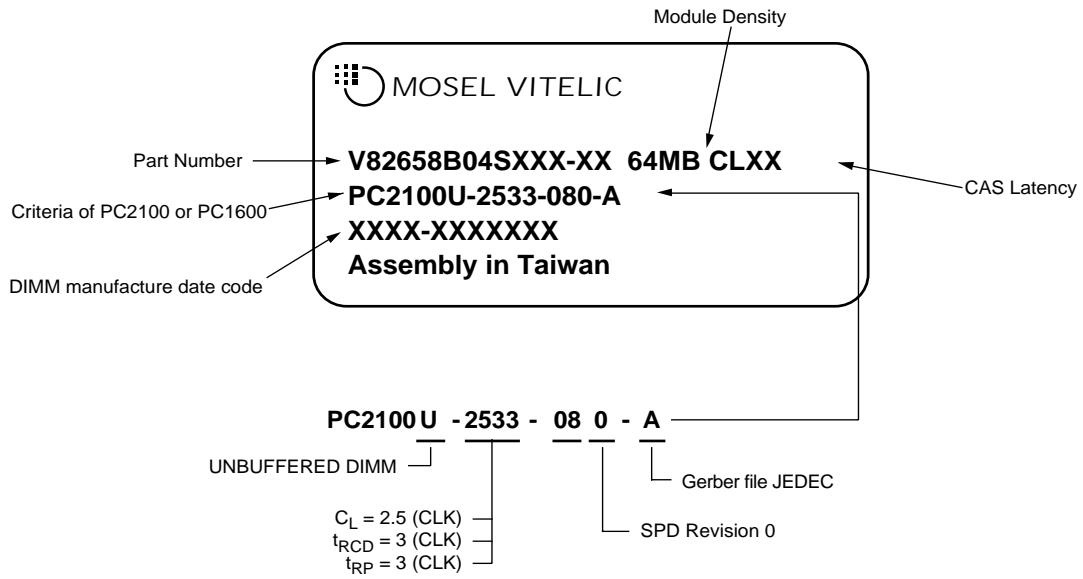 Module Density
MOSEL VITELIC
Part Number
V82658B04SXXX-XX 64MB CLXX
CAS Latency
Criteria of PC2100 or PC1600
PC2100U-2533-080-A
XXXX-XXXXXXX
DIMM manufacture date code
Assembly in Taiwan
PC2100 U - 2533 - 08 0 - A
UNBUFFERED DIMM
Gerber file JEDEC
CL = 2.5 (CLK)
tRCD = 3 (CLK)
tRP = 3 (CLK)
SPD Revision 0